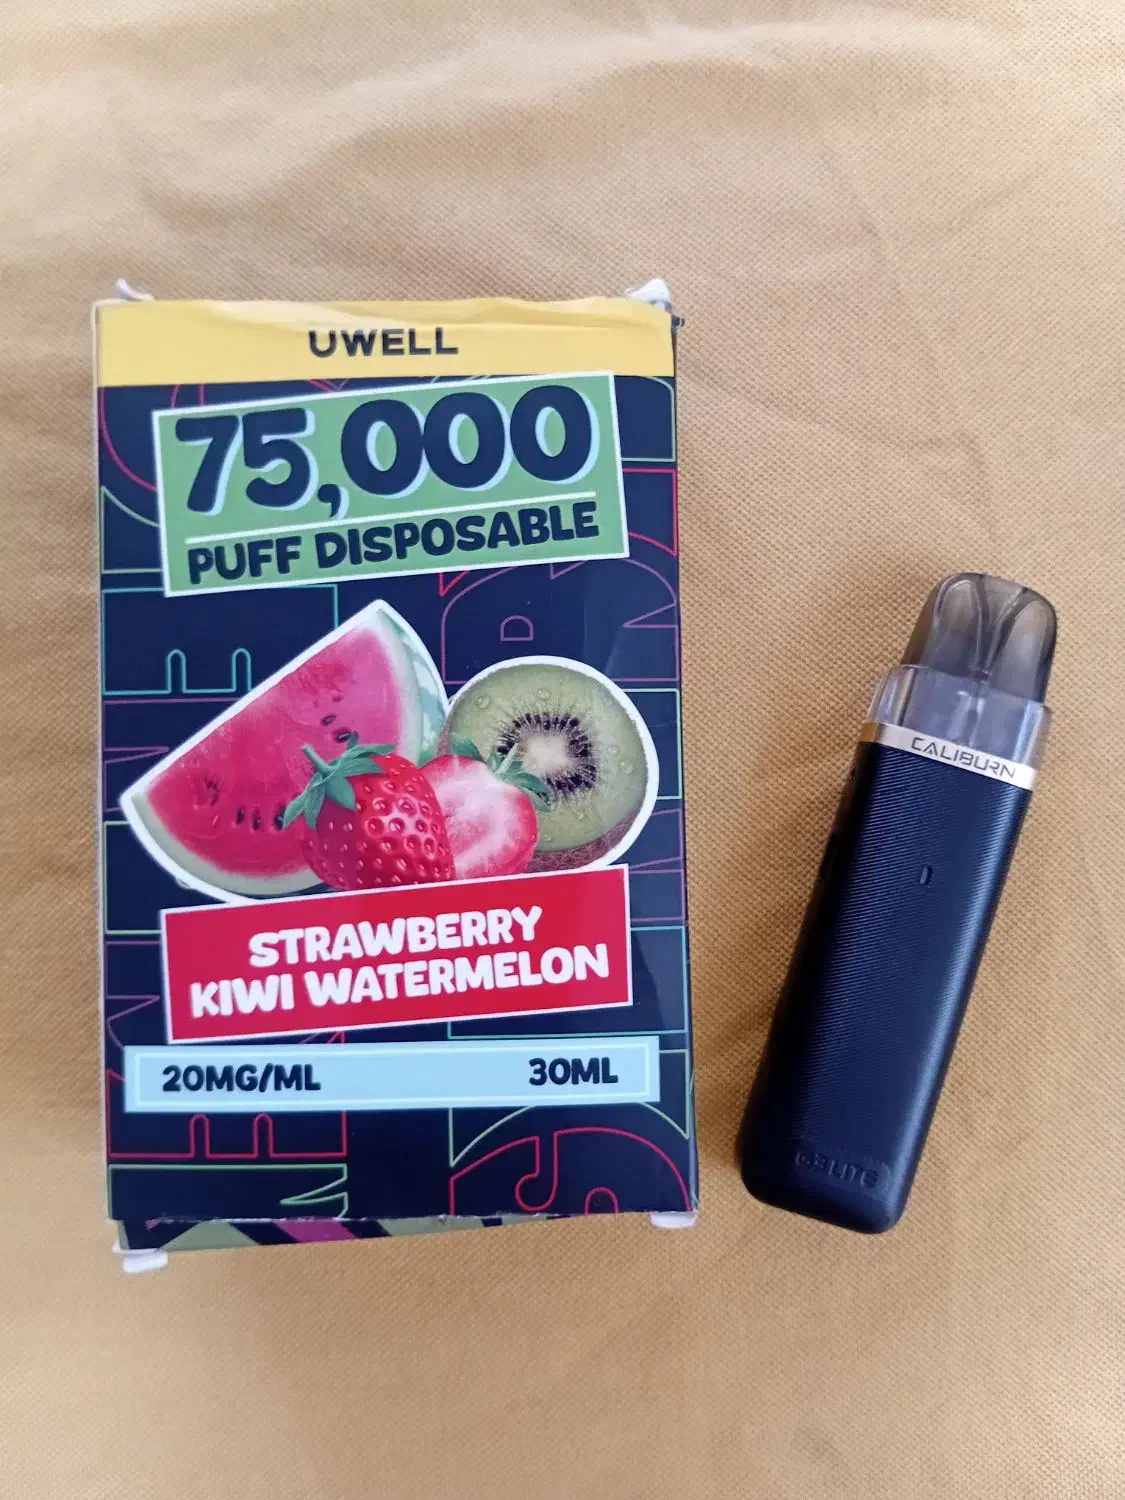 UWELL
75,000
PUFF DISPOSABLE
STRAWBERRY
KIWI WATERMELON
20MG/ML 30ML
CALIBURN
G3 LITE